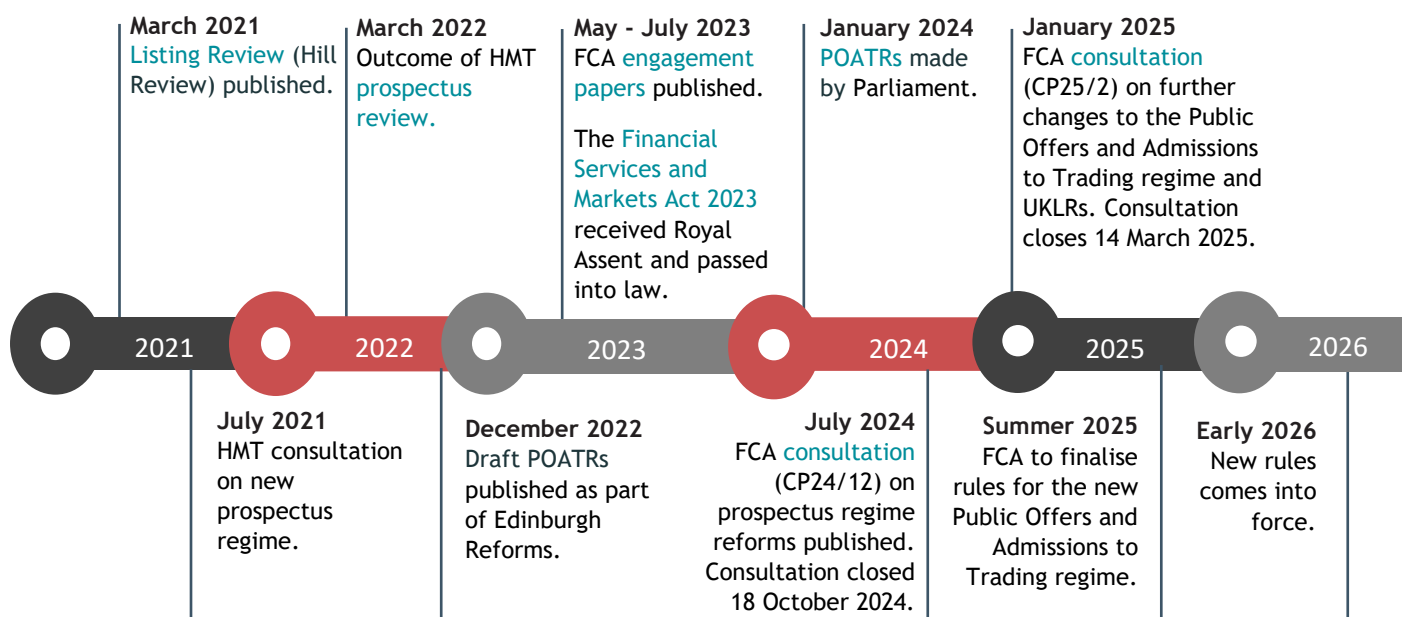 March 2021
Listing Review (Hill
Review) published.
March 2022
Outcome of HMT
prospectus
review.
May - July 2023
FCA engagement
papers published.
The Financial
Services and
Markets Act 2023
received Royal
Assent and passed
into law.
January 2024
POATRs made
by Parliament.
January 2025
FCA consultation
(CP25/2) on further
changes to the Public
Offers and Admissions
to Trading regime and
UKLRs. Consultation
closes 14 March 2025.
2021
2022
2023
2024
2025
2026
July 2021
HMT consultation
on new
prospectus
regime.
December 2022
Draft POATRs
published as part
of Edinburgh
Reforms.
July 2024
FCA consultation
(CP24/12) on
prospectus regime
reforms published.
Consultation closed
18 October 2024.
Summer 2025
FCA to finalise
rules for the new
Public Offers and
Admissions to
Trading regime.
Early 2026
New rules
comes into
force.